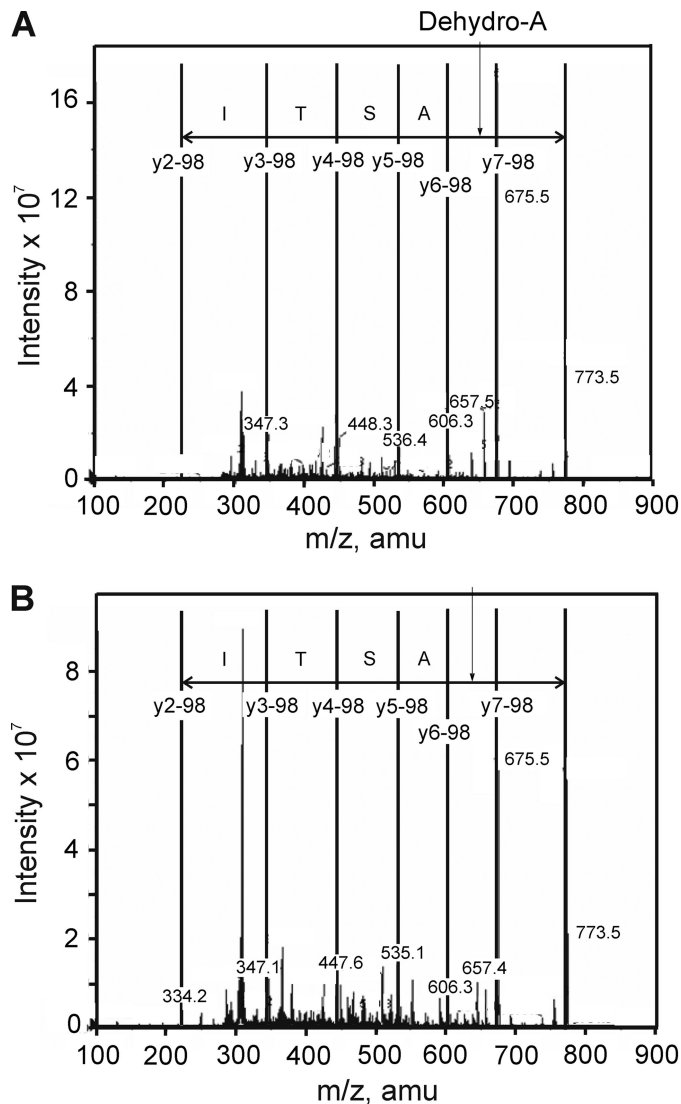 A
Dehydro-A
I T S A
y2-98 y3-98 y4-98 y5-98 y6-98 y7-98
675.5
773.5
657.5
606.3
347.3
448.3
536.4
16
12
8
4
0
Intensity x 10⁷
100 200 300 400 500 600 700 800 900
m/z, amu
B
I T S A
y2-98 y3-98 y4-98 y5-98 y6-98 y7-98
675.5
773.5
535.1
447.6
347.1
657.4
606.3
334.2
8
6
4
2
0
Intensity x 10⁷
100 200 300 400 500 600 700 800 900
m/z, amu